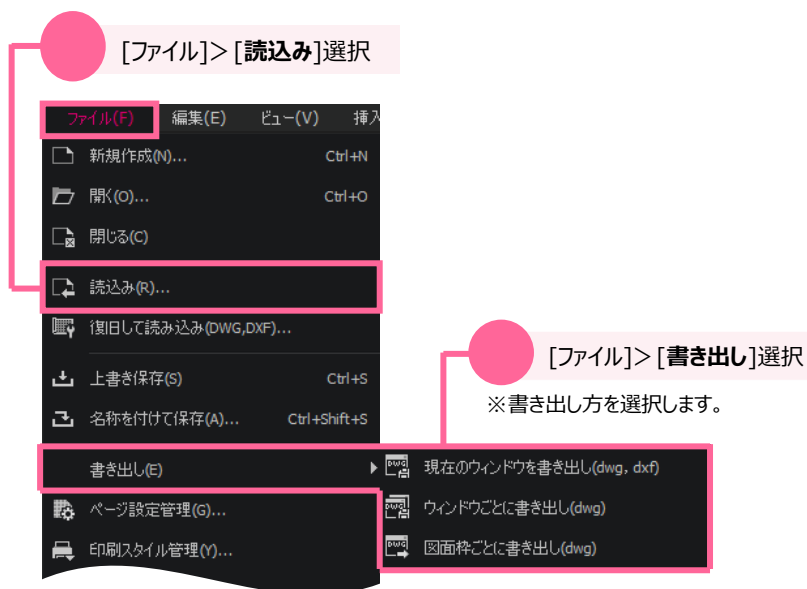 [ファイル]＞[読込み]選択
ファイル(F) 編集(E) ビュー(V) 挿入
新規作成(N)... Ctrl+N
開く(O)... Ctrl+O
閉じる(C)
読込み(R)...
復旧して読み込み(DWG,DXF)...
上書き保存(S) Ctrl+S
名称を付けて保存(A)... Ctrl+Shift+S
[ファイル]＞[書き出し]選択
※書き出し方を選択します。
書き出し(E)
DWG 現在のウィンドウを書き出し(dwg, dxf)
DWG ウィンドウごとに書き出し(dwg)
DWG 図面枠ごとに書き出し(dwg)
ページ設定管理(G)...
印刷スタイル管理(Y)...